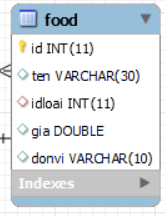 food
id INT(11)
ten VARCHAR(30)
idloai INT(11)
gia DOUBLE
donvi VARCHAR(10)
Indexes